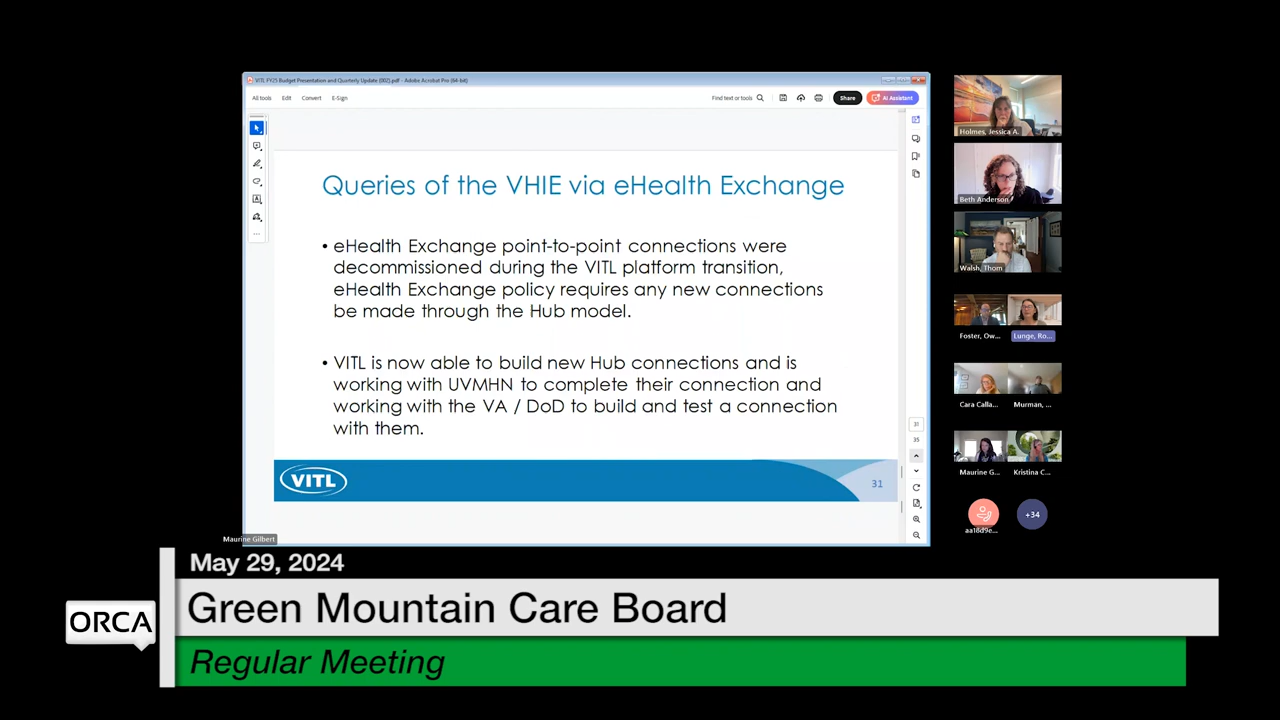 VITL FY25 Budget Presentation and Quarterly Update (002).pdf - Adobe Acrobat Pro (64-bit)
All tools Edit Convert E-Sign
Find text or tools
Share
AI Assistant
Queries of the VHIE via eHealth Exchange
• eHealth Exchange point-to-point connections were
decommissioned during the VITL platform transition,
eHealth Exchange policy requires any new connections
be made through the Hub model.
• VITL is now able to build new Hub connections and is
working with UVMHN to complete their connection and
working with the VA / DoD to build and test a connection
with them.
VITL
31
31
35
Maurine Gilbert
Holmes, Jessica A.
Beth Anderson
Walsh, Thom
Foster, Ow... Lunge, Ro...
Cara Calla... Murman, ...
Maurine G... Kristina C...
aa18d9e...
+34
May 29, 2024
ORCA
Green Mountain Care Board
Regular Meeting